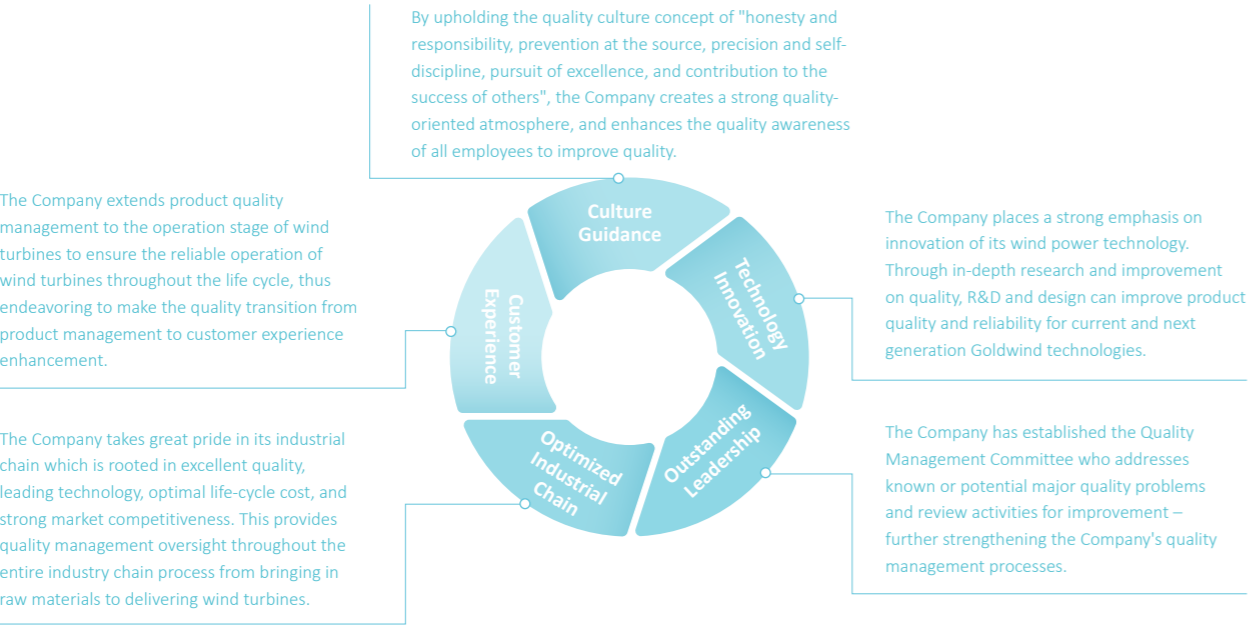 By upholding the quality culture concept of "honesty and
responsibility, prevention at the source, precision and self-
discipline, pursuit of excellence, and contribution to the
success of others", the Company creates a strong quality-
oriented atmosphere, and enhances the quality awareness
of all employees to improve quality.
The Company extends product quality
management to the operation stage of wind
turbines to ensure the reliable operation of
wind turbines throughout the life cycle, thus
endeavoring to make the quality transition from
product management to customer experience
enhancement.
Culture
Guidance
Technology
Innovation
The Company places a strong emphasis on
innovation of its wind power technology.
Through in-depth research and improvement
on quality, R&D and design can improve product
quality and reliability for current and next
generation Goldwind technologies.
Customer
Experience
The Company takes great pride in its industrial
chain which is rooted in excellent quality,
leading technology, optimal life-cycle cost, and
strong market competitiveness. This provides
quality management oversight throughout the
entire industry chain process from bringing in
raw materials to delivering wind turbines.
Optimized
Industrial
Chain
Outstanding
Leadership
The Company has established the Quality
Management Committee who addresses
known or potential major quality problems
and review activities for improvement –
further strengthening the Company's quality
management processes.